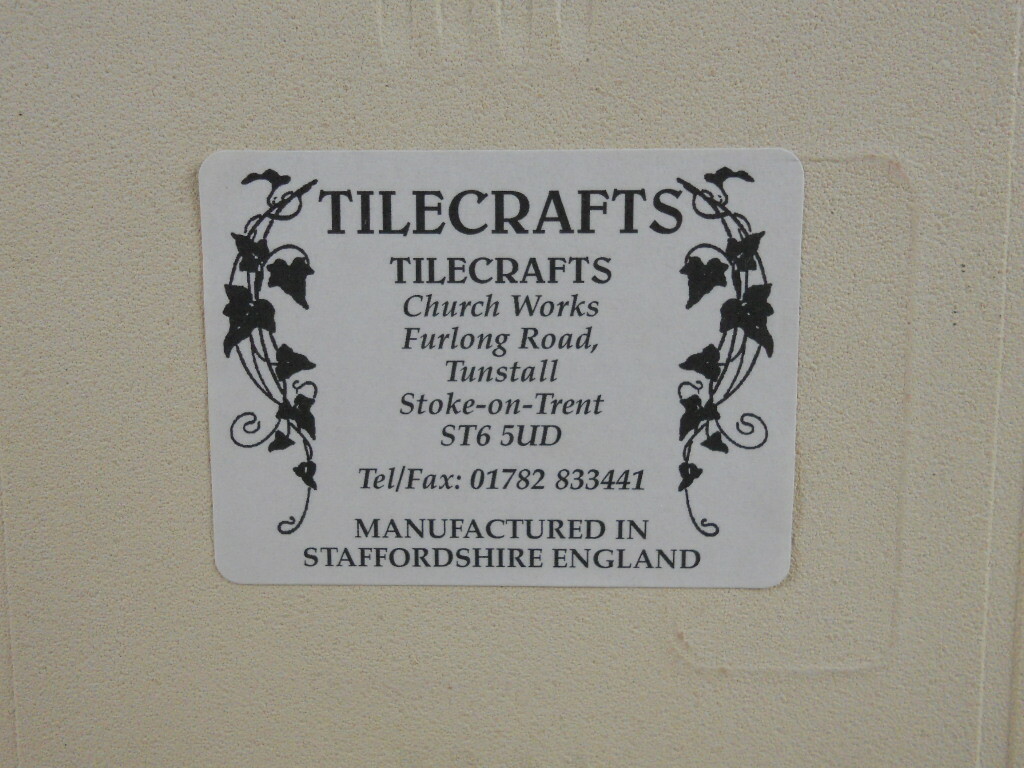 TILECRAFTS
TILECRAFTS
Church Works
Furlong Road,
Tunstall
Stoke-on-Trent
ST6 5UD
Tel/Fax: 01782 833441
MANUFACTURED IN
STAFFORDSHIRE ENGLAND